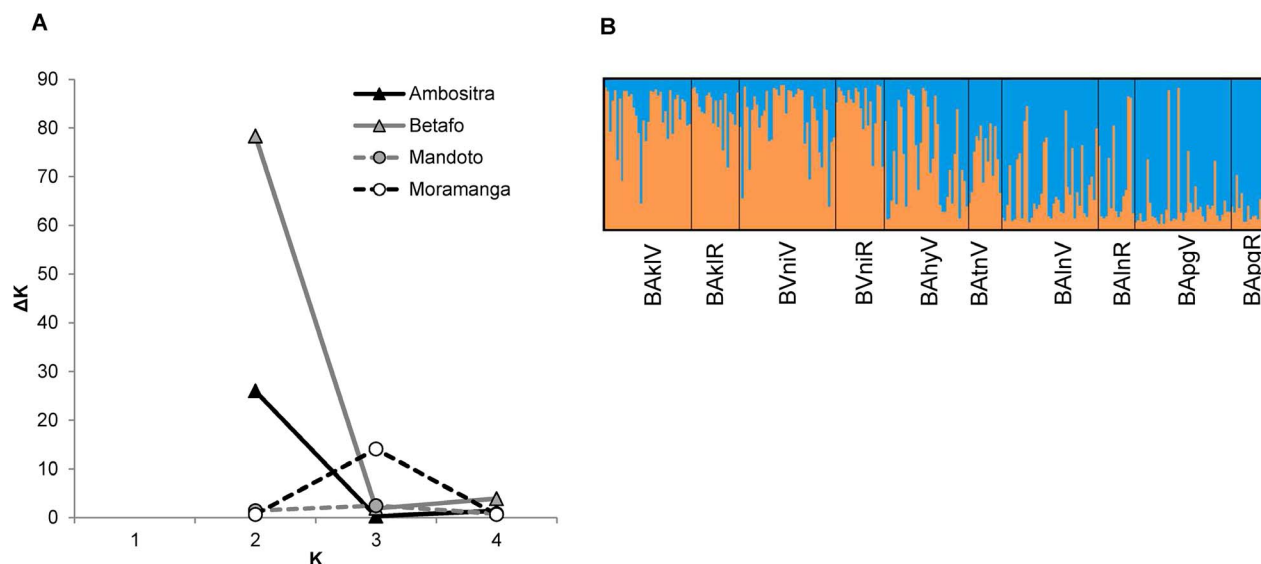 A
B
90
80
70
60
50
40
30
20
10
0
ΔK
1 2 3 4
K
Ambositra
Betafo
Mandoto
Moramanga
BAklV BAklR BVniV BVniR BAhyV BAtnV BAlnV BAlnR BApgV BApgR